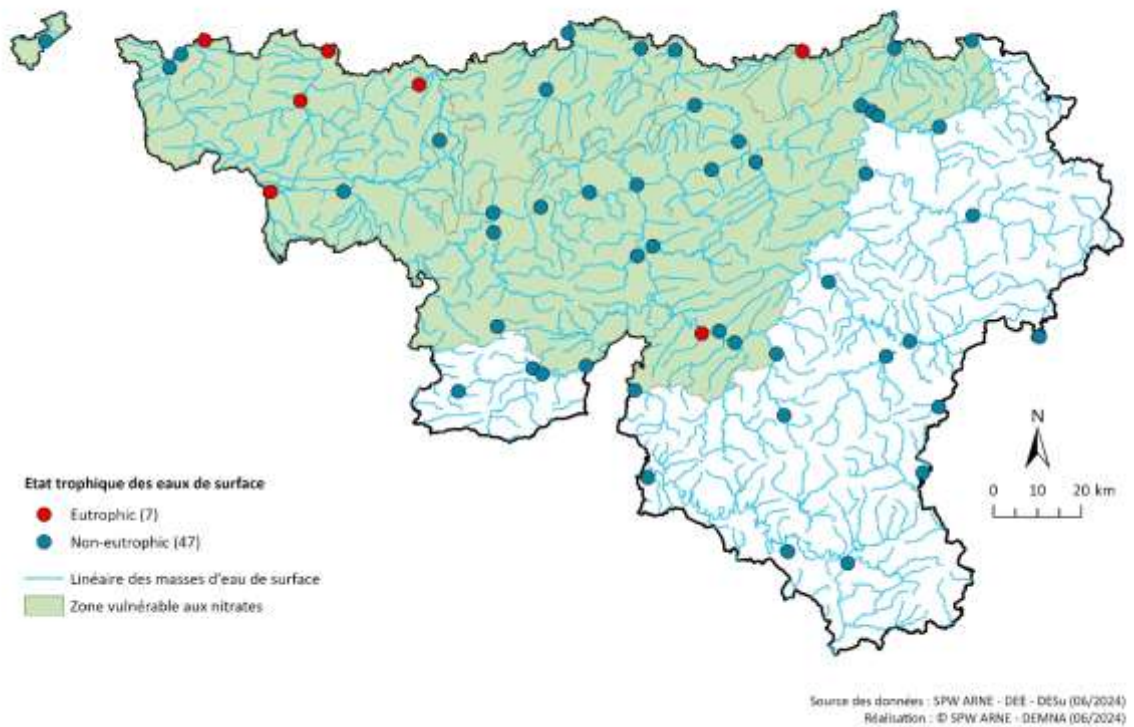 N
0 10 20 km
Etat trophique des eaux de surface
Eutrophic (7)
Non-eutrophic (47)
Linéaire des masses d'eau de surface
Zone vulnérable aux nitrates
Source des données : SPW ARNE - DEE - DESu (06/2024)
Réalisation : © SPW ARNE - DEMNA (06/2024)